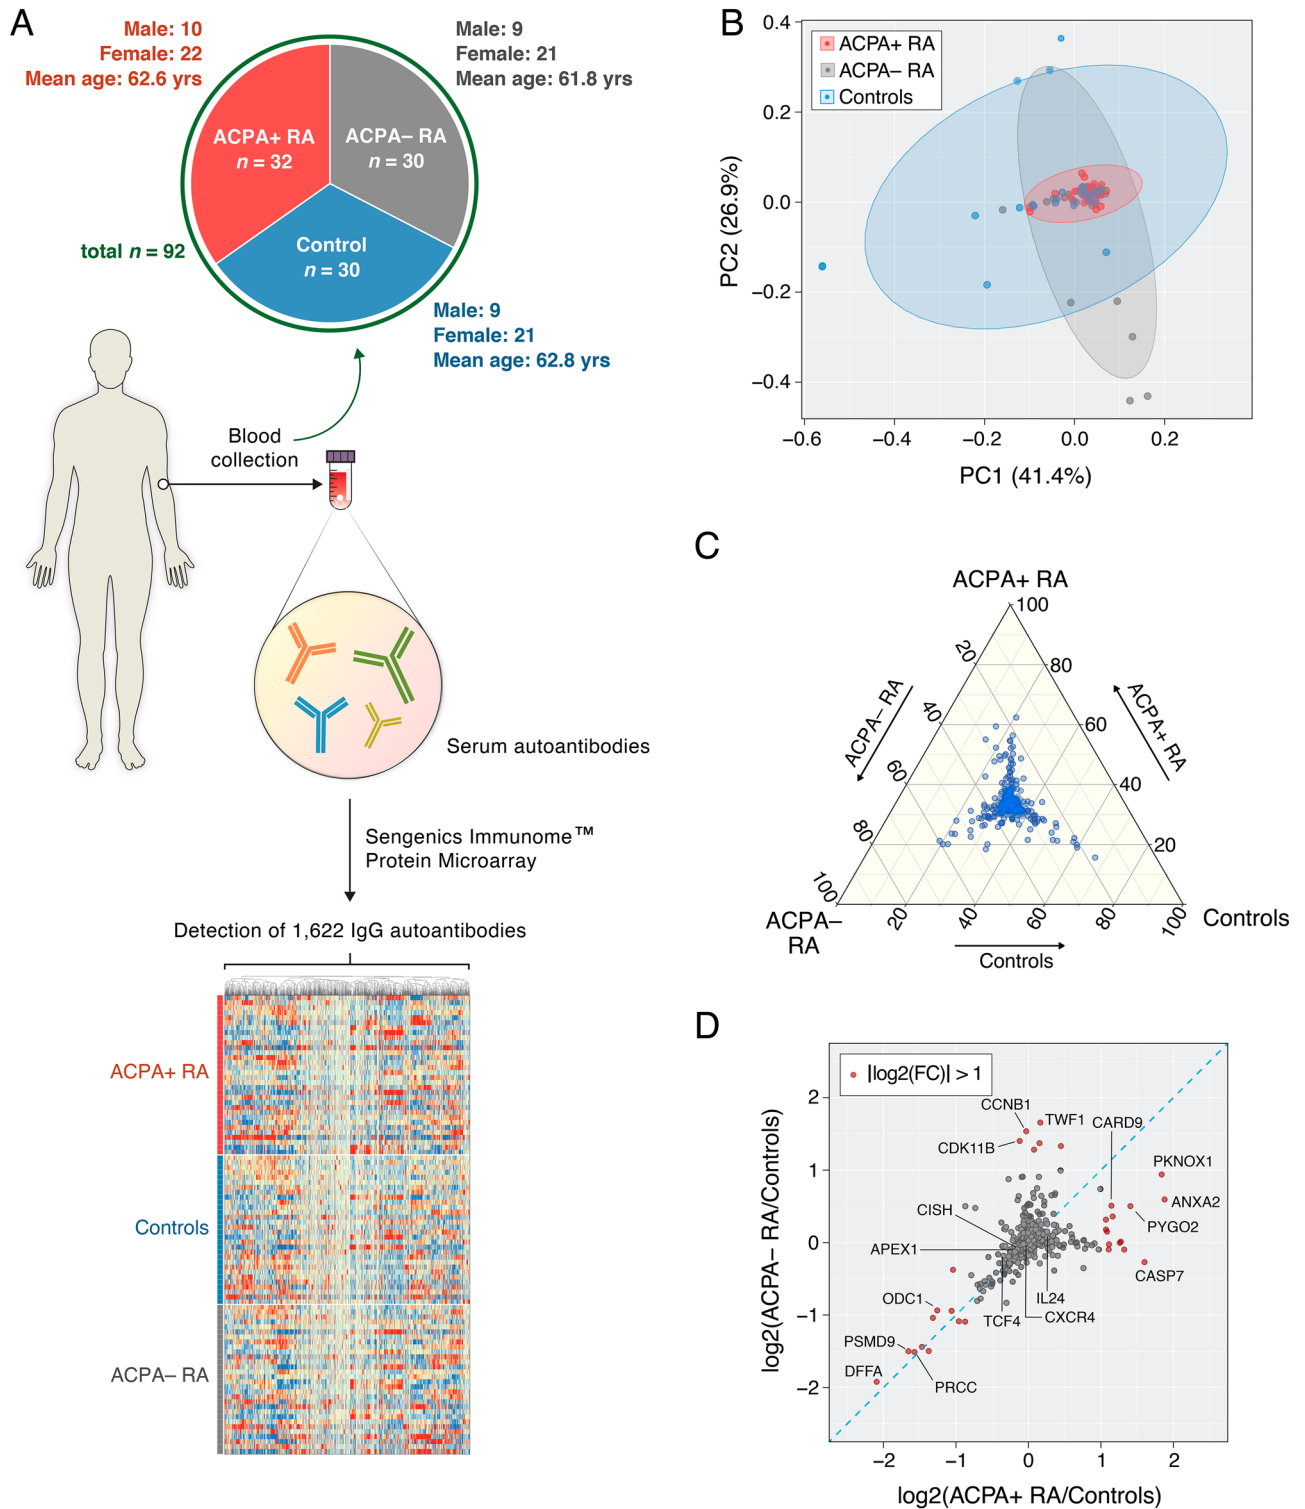 A
Male: 10
Female: 22
Mean age: 62.6 yrs
Male: 9
Female: 21
Mean age: 61.8 yrs
ACPA+ RA
n = 32
ACPA– RA
n = 30
Control
n = 30
total n = 92
Male: 9
Female: 21
Mean age: 62.8 yrs
Blood
collection
Serum autoantibodies
Sengenics Immunome™
Protein Microarray
Detection of 1,622 IgG autoantibodies
ACPA+ RA
Controls
ACPA– RA
B
ACPA+ RA
ACPA– RA
Controls
0.4
0.2
0.0
−0.2
−0.4
PC2 (26.9%)
−0.6
−0.4
−0.2
0.0
0.2
PC1 (41.4%)
C
ACPA+ RA
100
80
60
40
20
20
40
60
80
100
ACPA– RA
ACPA+ RA
ACPA–
RA
20
40
60
80
100
Controls
Controls
D
|log2(FC)| > 1
CCNB1
TWF1
CARD9
CDK11B
PKNOX1
ANXA2
PYGO2
CISH
APEX1
CASP7
IL24
ODC1
TCF4
CXCR4
PSMD9
DFFA
PRCC
2
1
0
−1
−2
log2(ACPA– RA/Controls)
−2
−1
0
1
2
log2(ACPA+ RA/Controls)